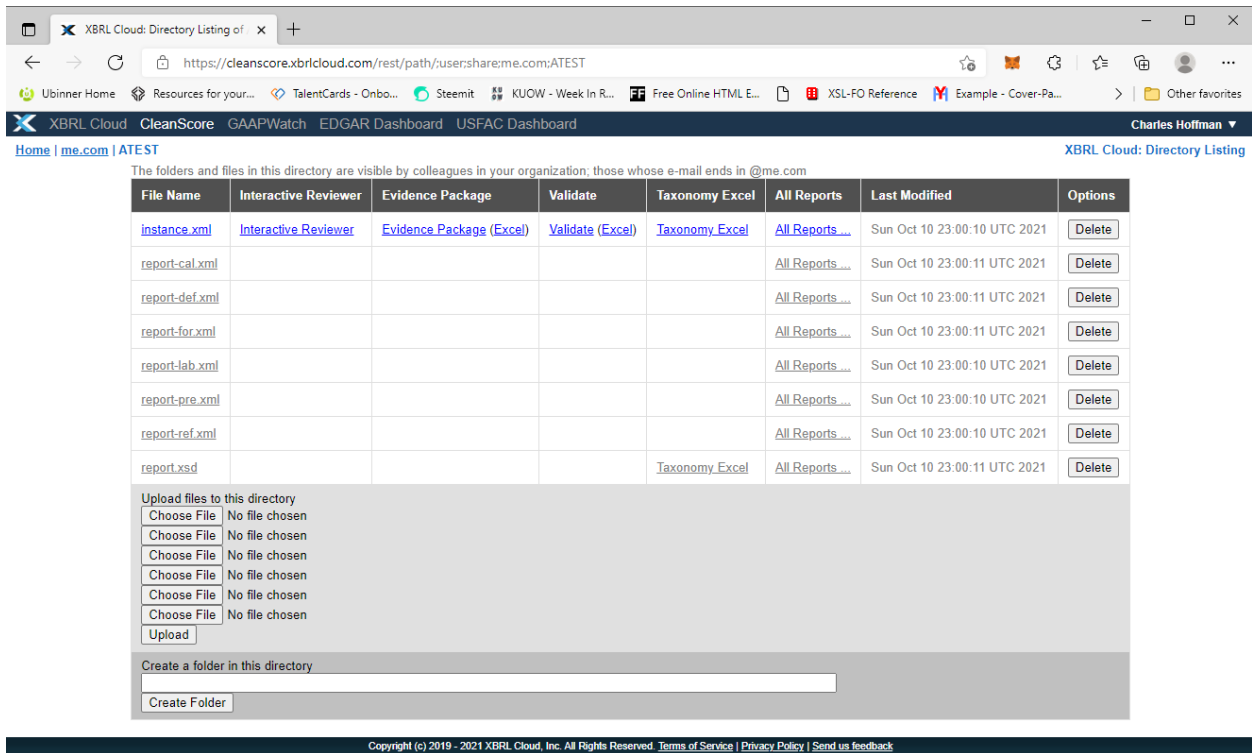 XBRL Cloud: Directory Listing of
https://cleanscore.xbrlcloud.com/rest/path/;user;share;me.com;ATEST
Ubinner Home Resources for your... TalentCards - Onbo... Steemit KUOW - Week In R... FF Free Online HTML E... XSL-FO Reference Example - Cover-Pa... Other favorites
XBRL Cloud CleanScore GAAPWatch EDGAR Dashboard USFAC Dashboard Charles Hoffman ▼
Home | me.com | ATEST XBRL Cloud: Directory Listing
The folders and files in this directory are visible by colleagues in your organization; those whose e-mail ends in @me.com
File Name Interactive Reviewer Evidence Package Validate Taxonomy Excel All Reports Last Modified Options
instance.xml Interactive Reviewer Evidence Package (Excel) Validate (Excel) Taxonomy Excel All Reports ... Sun Oct 10 23:00:10 UTC 2021 Delete
report-cal.xml All Reports ... Sun Oct 10 23:00:11 UTC 2021 Delete
report-def.xml All Reports ... Sun Oct 10 23:00:11 UTC 2021 Delete
report-for.xml All Reports ... Sun Oct 10 23:00:11 UTC 2021 Delete
report-lab.xml All Reports ... Sun Oct 10 23:00:10 UTC 2021 Delete
report-pre.xml All Reports ... Sun Oct 10 23:00:10 UTC 2021 Delete
report-ref.xml All Reports ... Sun Oct 10 23:00:10 UTC 2021 Delete
report.xsd Taxonomy Excel All Reports ... Sun Oct 10 23:00:11 UTC 2021 Delete
Upload files to this directory
Choose File No file chosen
Choose File No file chosen
Choose File No file chosen
Choose File No file chosen
Choose File No file chosen
Choose File No file chosen
Upload
Create a folder in this directory
Create Folder
Copyright (c) 2019 - 2021 XBRL Cloud, Inc. All Rights Reserved. Terms of Service | Privacy Policy | Send us feedback